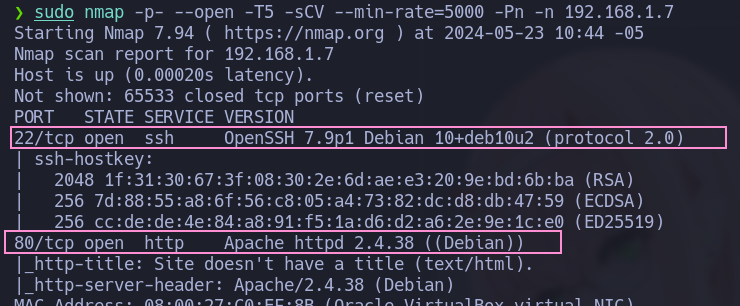 ❯ sudo nmap -p- --open -T5 -sCV --min-rate=5000 -Pn -n 192.168.1.7
Starting Nmap 7.94 ( https://nmap.org ) at 2024-05-23 10:44 -05
Nmap scan report for 192.168.1.7
Host is up (0.00020s latency).
Not shown: 65533 closed tcp ports (reset)
PORT   STATE SERVICE VERSION
22/tcp open  ssh     OpenSSH 7.9p1 Debian 10+deb10u2 (protocol 2.0)
| ssh-hostkey:
|   2048 1f:31:30:67:3f:08:30:2e:6d:ae:e3:20:9e:bd:6b:ba (RSA)
|   256 7d:88:55:a8:6f:56:c8:05:a4:73:82:dc:d8:db:47:59 (ECDSA)
|   256 cc:de:de:4e:84:a8:91:f5:1a:d6:d2:a6:2e:9e:1c:e0 (ED25519)
80/tcp open  http    Apache httpd 2.4.38 ((Debian))
|_http-title: Site doesn't have a title (text/html).
|_http-server-header: Apache/2.4.38 (Debian)
MAC Address: 08:00:27:C0:EE:8B (Oracle VirtualBox virtual NIC)